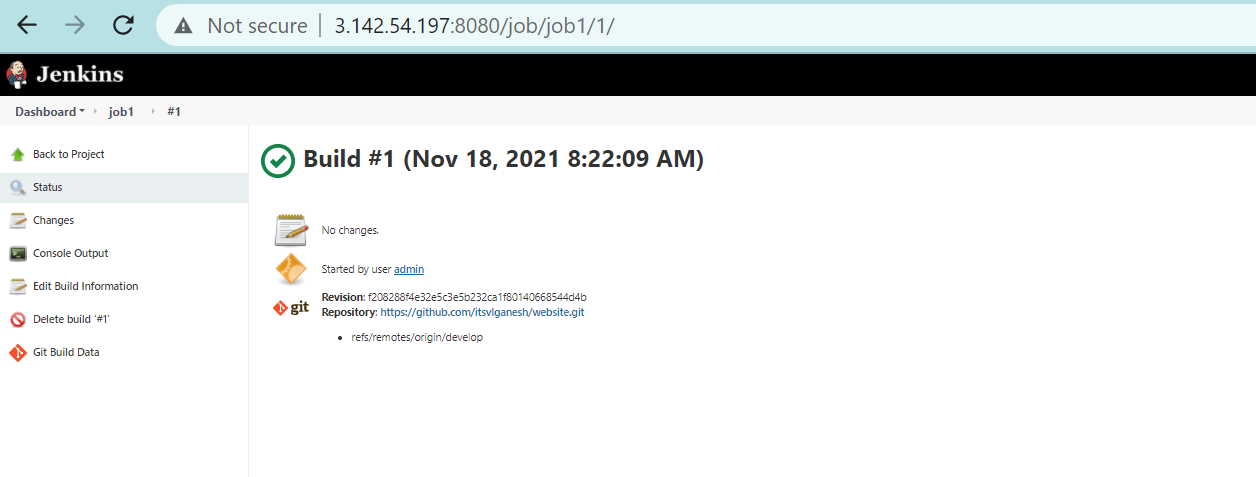 Not secure | 3.142.54.197:8080/job/job1/1/
Jenkins
Dashboard job1 #1
Back to Project
Status
Changes
Console Output
Edit Build Information
Delete build '#1'
Git Build Data
Build #1 (Nov 18, 2021 8:22:09 AM)
No changes.
Started by user admin
git
Revision: f208288f4e32e5c3e5b232ca1f80140668544d4b
Repository: https://github.com/itsvlganesh/website.git
• refs/remotes/origin/develop